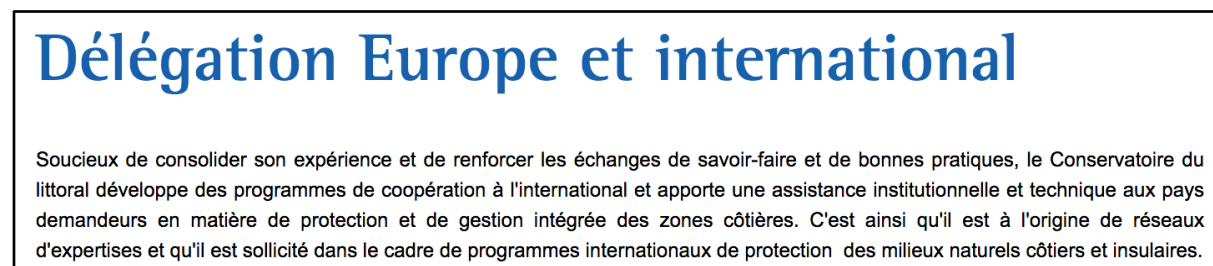 Délégation Europe et international
Soucieux de consolider son expérience et de renforcer les échanges de savoir-faire et de bonnes pratiques, le Conservatoire du
littoral développe des programmes de coopération à l'international et apporte une assistance institutionnelle et technique aux pays
demandeurs en matière de protection et de gestion intégrée des zones côtières. C'est ainsi qu'il est à l'origine de réseaux
d'expertises et qu'il est sollicité dans le cadre de programmes internationaux de protection  des milieux naturels côtiers et insulaires.